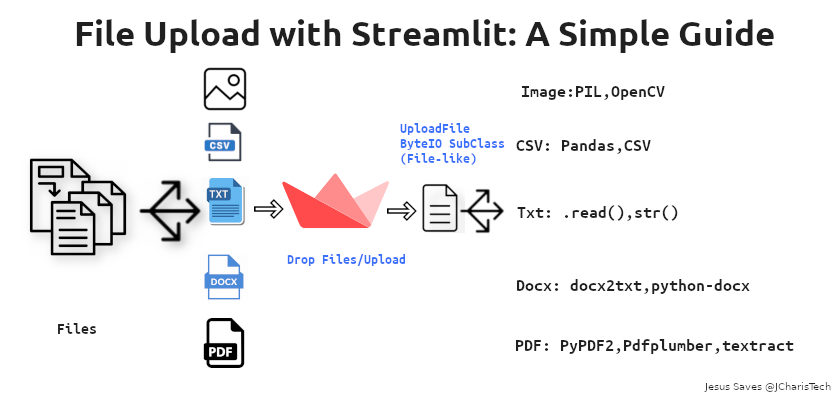 File Upload with Streamlit: A Simple Guide
Image:PIL,OpenCV
CSV
UploadFile
ByteIO SubClass
(File-like)
CSV: Pandas,CSV
TXT
Txt: .read(),str()
Drop Files/Upload
DOCX
Docx: docx2txt,python-docx
Files
PDF
PDF: PyPDF2,Pdfplumber,textract
Jesus Saves @JCharisTech